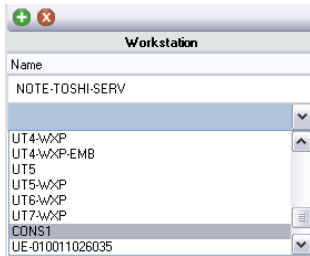 Workstation
Name
NOTE-TOSHI-SERV
UT4-WXP
UT4-WXP-EMB
UT5
UT5-WXP
UT6-WXP
UT7-WXP
CONS1
UE-010011026035